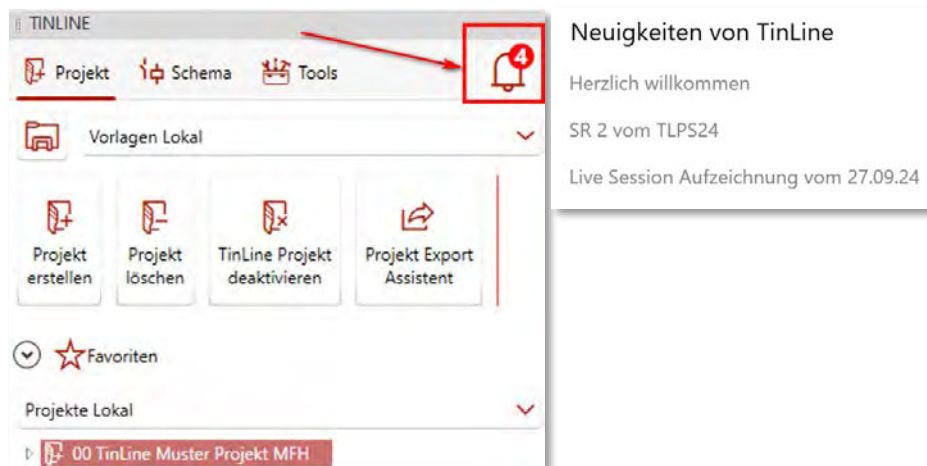 TINLINE
4
Projekt Schema Tools
Vorlagen Lokal
Projekt
erstellen
Projekt
löschen
TinLine Projekt
deaktivieren
Projekt Export
Assistent
Favoriten
Projekte Lokal
00 TinLine Muster Projekt MFH
Neuigkeiten von TinLine
Herzlich willkommen
SR 2 vom TLPS24
Live Session Aufzeichnung vom 27.09.24